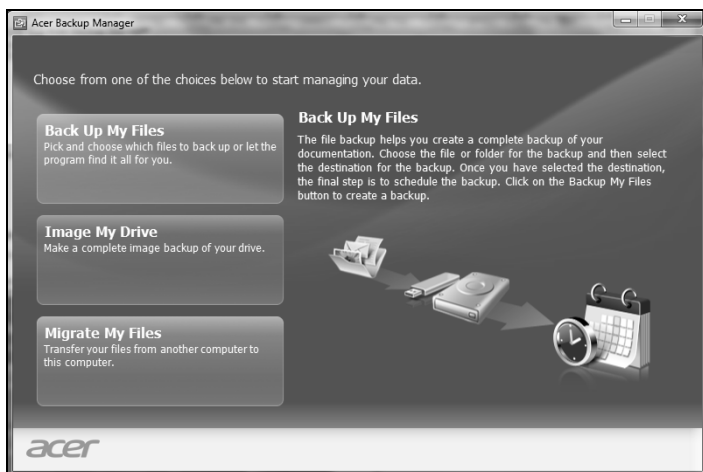 Acer Backup Manager
Choose from one of the choices below to start managing your data.
Back Up My Files
Pick and choose which files to back up or let the
program find it all for you.
Image My Drive
Make a complete image backup of your drive.
Migrate My Files
Transfer your files from another computer to
this computer.
Back Up My Files
The file backup helps you create a complete backup of your
documentation. Choose the file or folder for the backup and then select
the destination for the backup. Once you have selected the destination,
the final step is to schedule the backup. Click on the Backup My Files
button to create a backup.
acer